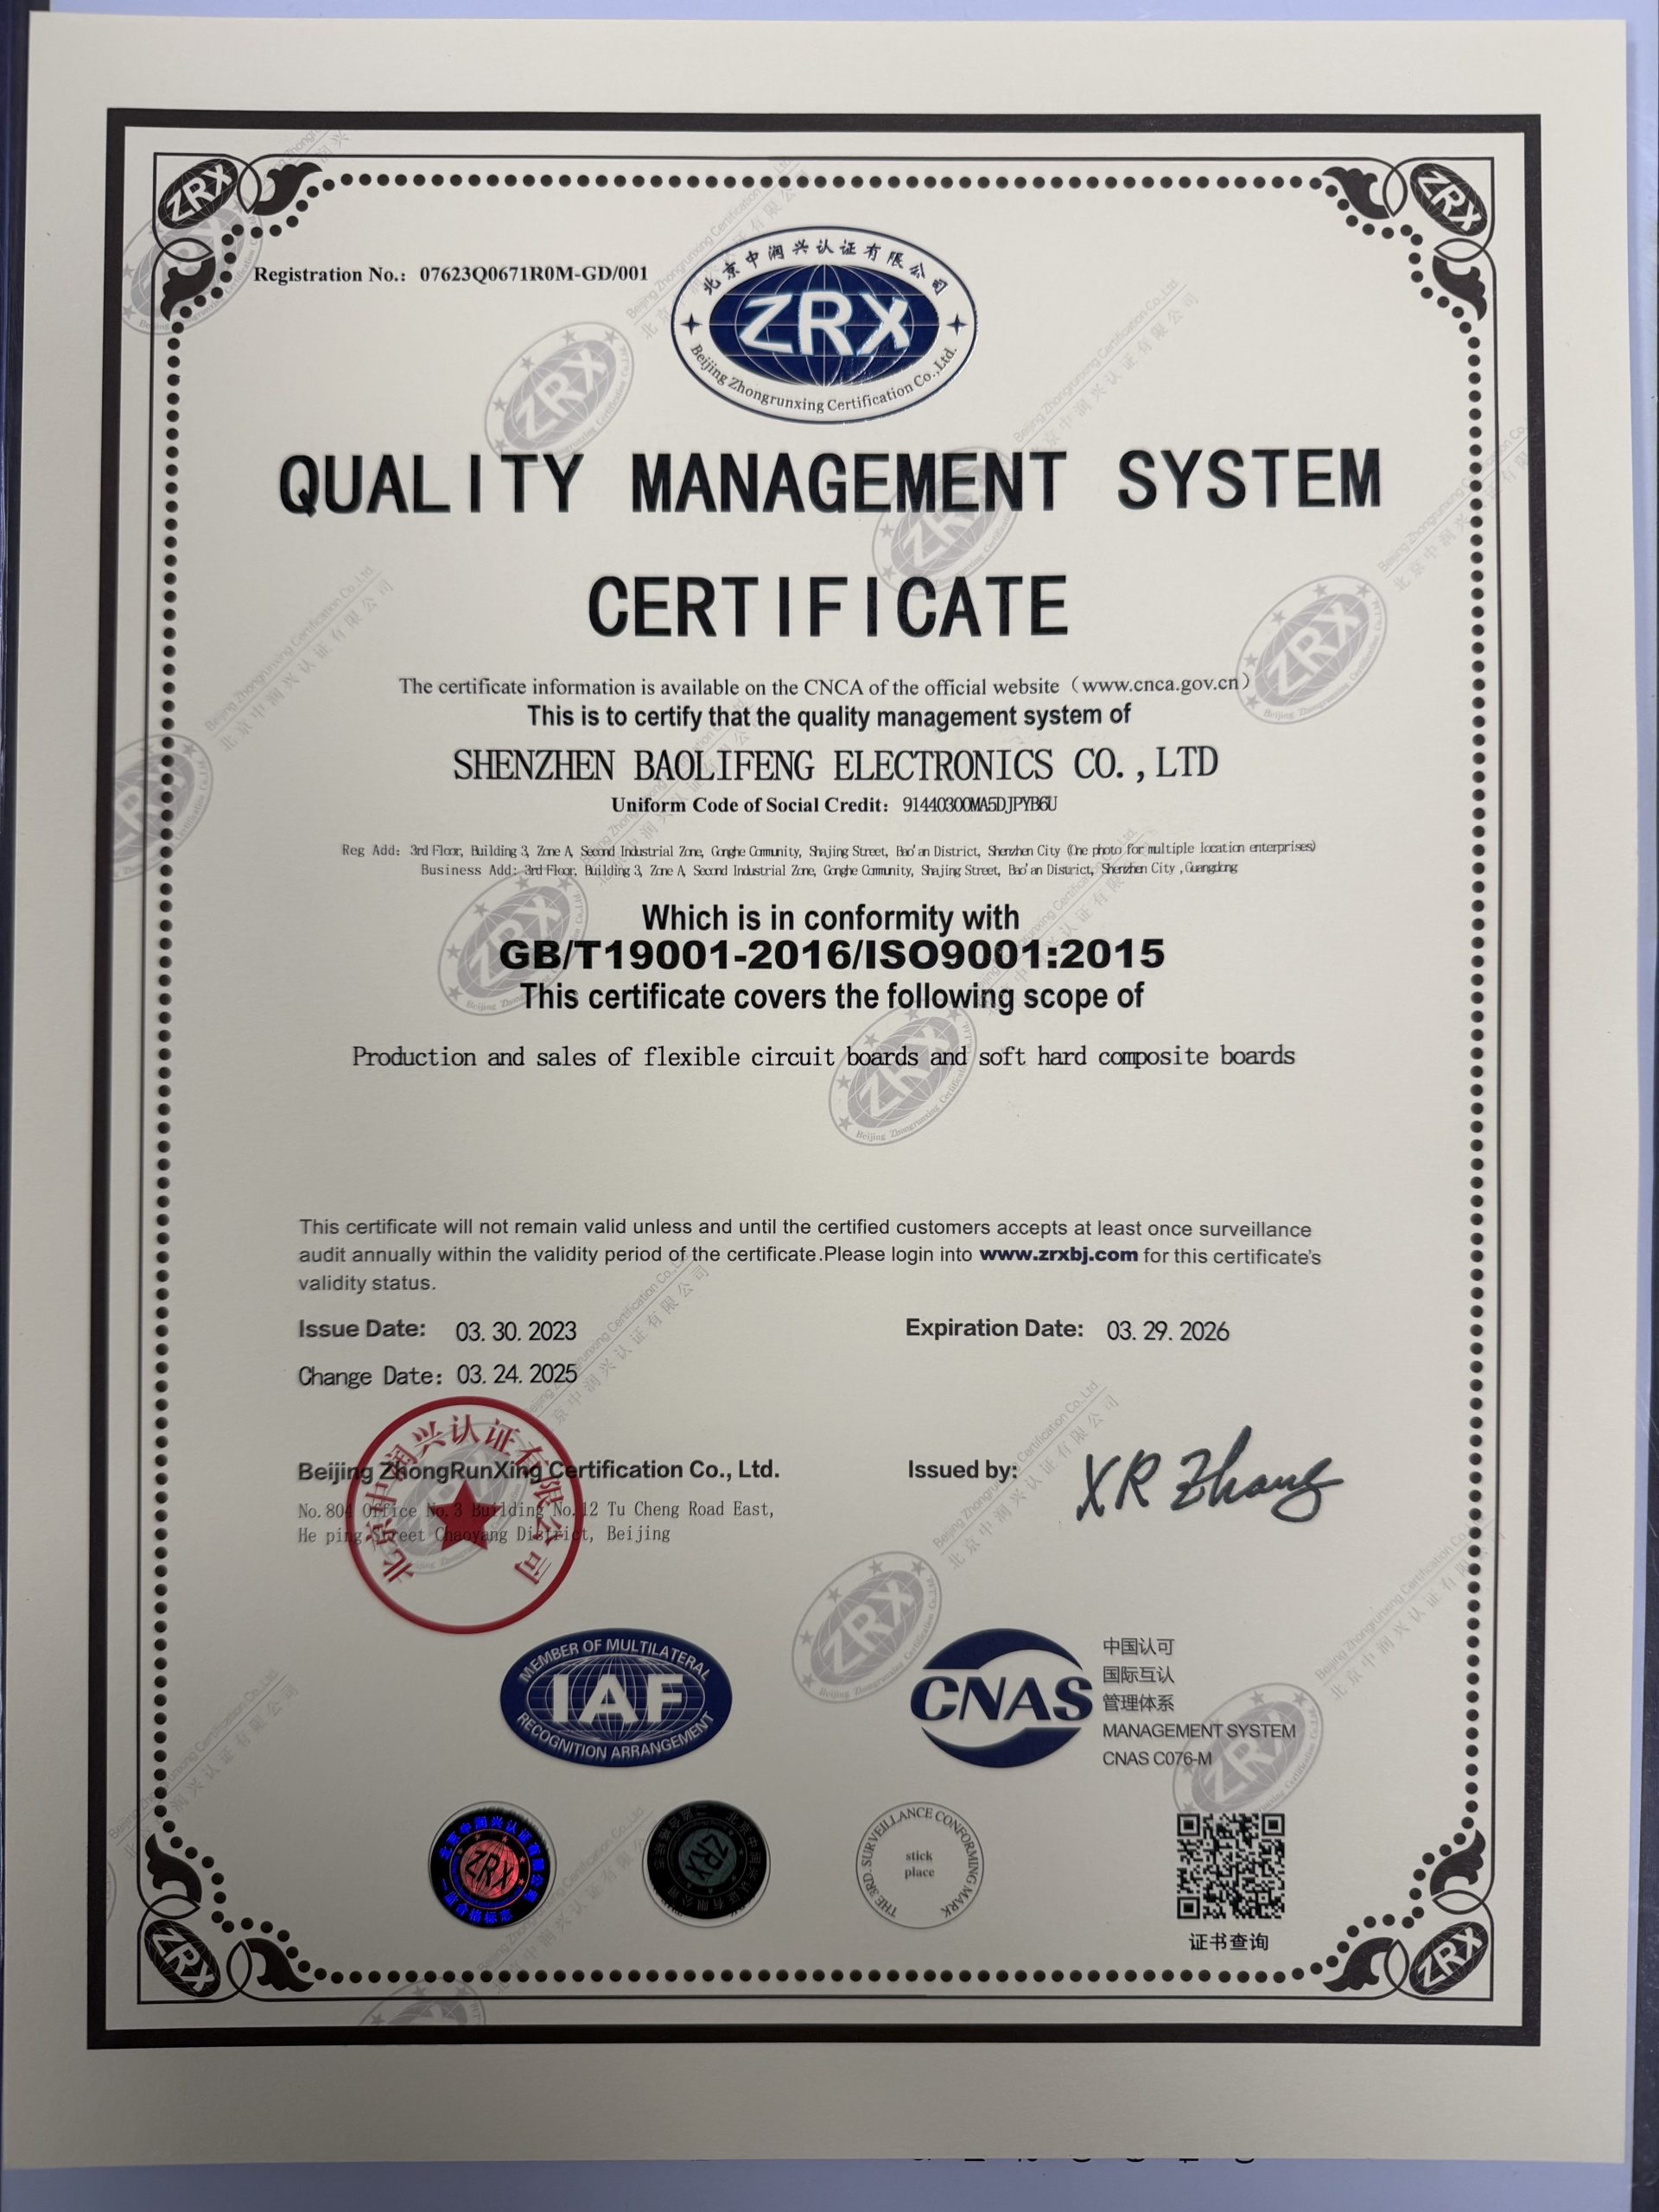 Registration No.: 07623Q0671R0M-GD/001
北京中润兴认证有限公司
ZRX
Beijing Zhongrunxing Certification Co.,Ltd.
QUALITY MANAGEMENT SYSTEM
CERTIFICATE
The certificate information is available on the CNCA of the official website（www.cnca.gov.cn）
This is to certify that the quality management system of
SHENZHEN BAOLIFENG ELECTRONICS CO.,LTD
Uniform Code of Social Credit: 91440300MA5DJPYB6U
Reg Add: 3rd Floor, Building 3, Zone A, Second Industrial Zone, Gonghe Community, Shajing Street, Bao'an District, Shenzhen City (One photo for multiple location enterprises)
Business Add: 3rd Floor, Building 3, Zone A, Second Industrial Zone, Gonghe Community, Shajing Street, Bao'an District, Shenzhen City ,Guangdong
Which is in conformity with
GB/T19001-2016/ISO9001:2015
This certificate covers the following scope of
Production and sales of flexible circuit boards and soft hard composite boards
This certificate will not remain valid unless and until the certified customers accepts at least once surveillance
audit annually within the validity period of the certificate.Please login into www.zrxbj.com for this certificate's
validity status.
Issue Date: 03. 30. 2023
Expiration Date: 03. 29. 2026
Change Date: 03. 24. 2025
北京中润兴认证有限公司
Beijing ZhongRunXing Certification Co., Ltd.
Issued by: XR Zhang
No.804 Office No.3 Building No.12 Tu Cheng Road East,
He ping Street Chaoyang District, Beijing
MEMBER OF MULTILATERAL
IAF
RECOGNITION ARRANGEMENT
CNAS
中国认可
国际互认
管理体系
MANAGEMENT SYSTEM
CNAS C076-M
ZRX
ZRX
THE 3RD. SURVEILLANCE CONFORMING MARK
stick
place
证书查询